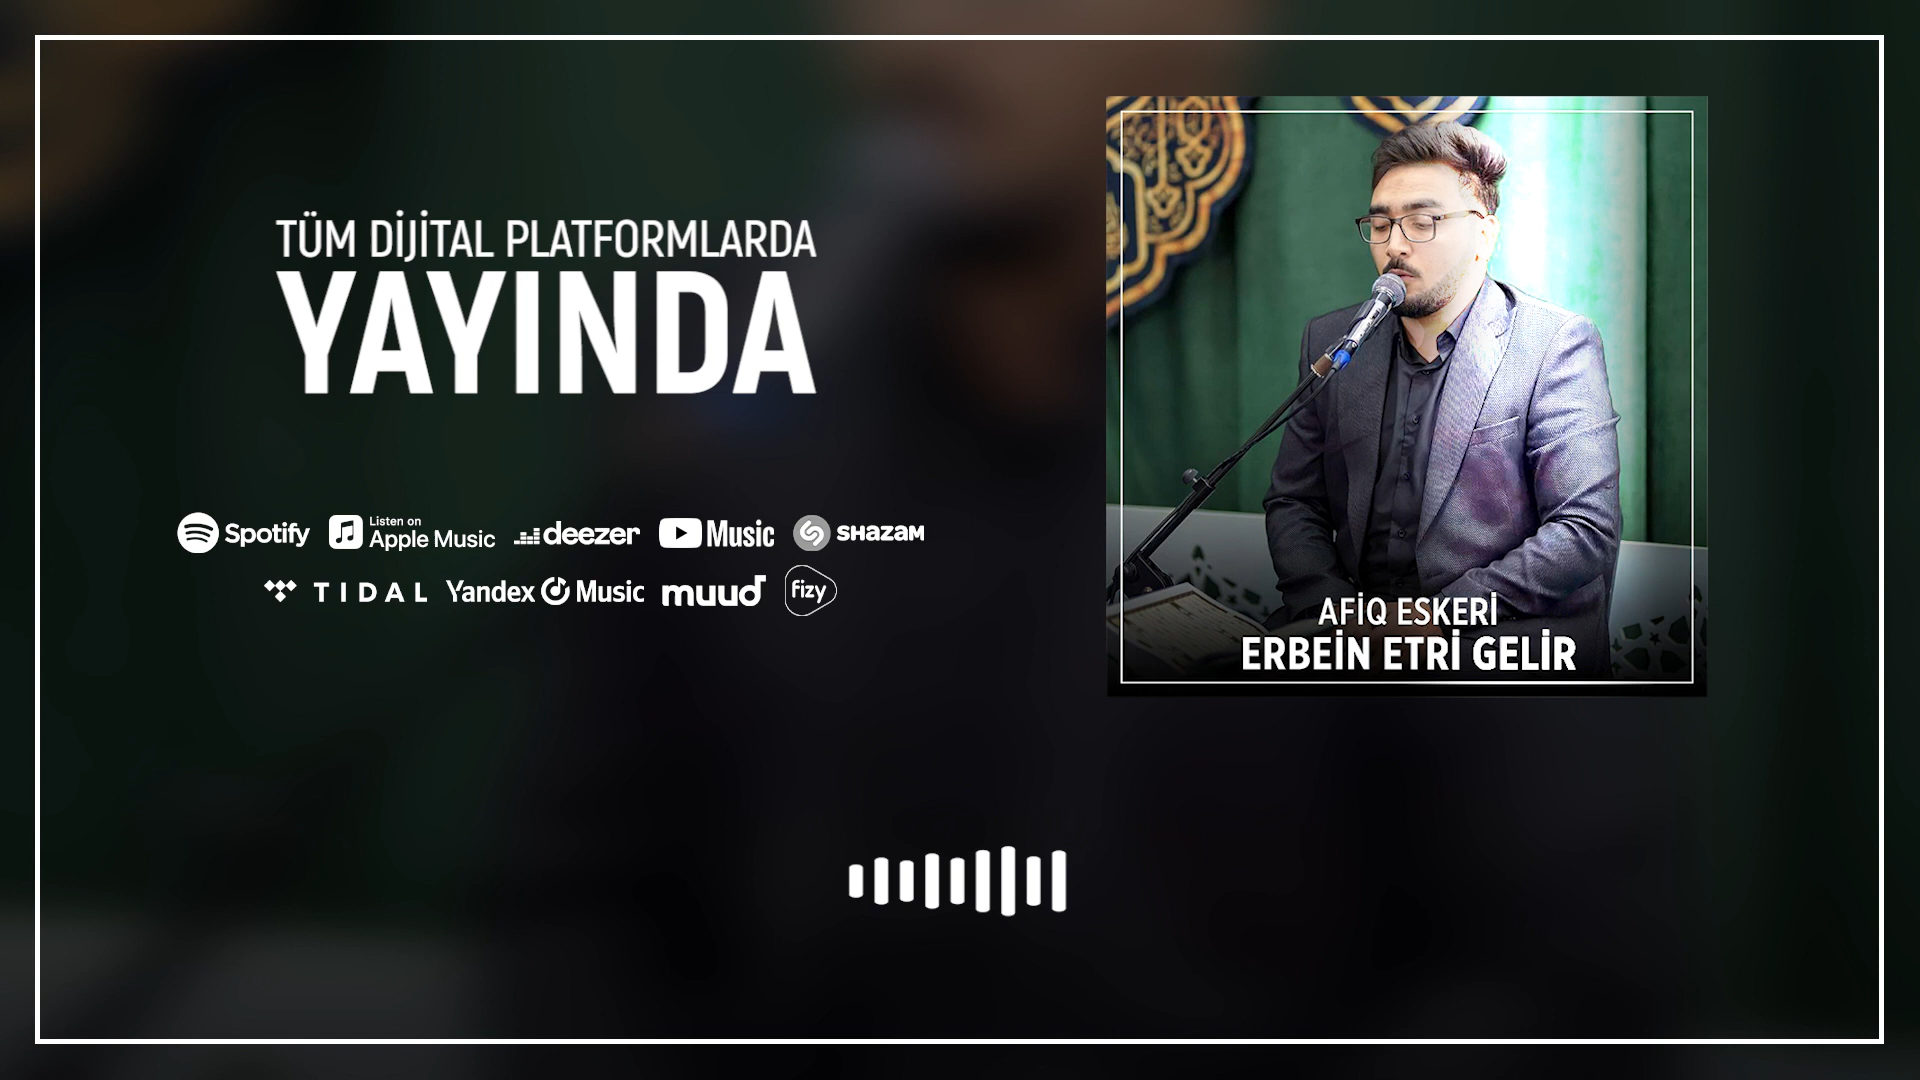 TÜM DİJİTAL PLATFORMLARDA
YAYINDA
Spotify
Listen on
Apple Music
deezer
Music
SHAZAM
TIDAL
Yandex Music
muud
fizy
AFİQ ESKERİ
ERBEİN ETRİ GELİR